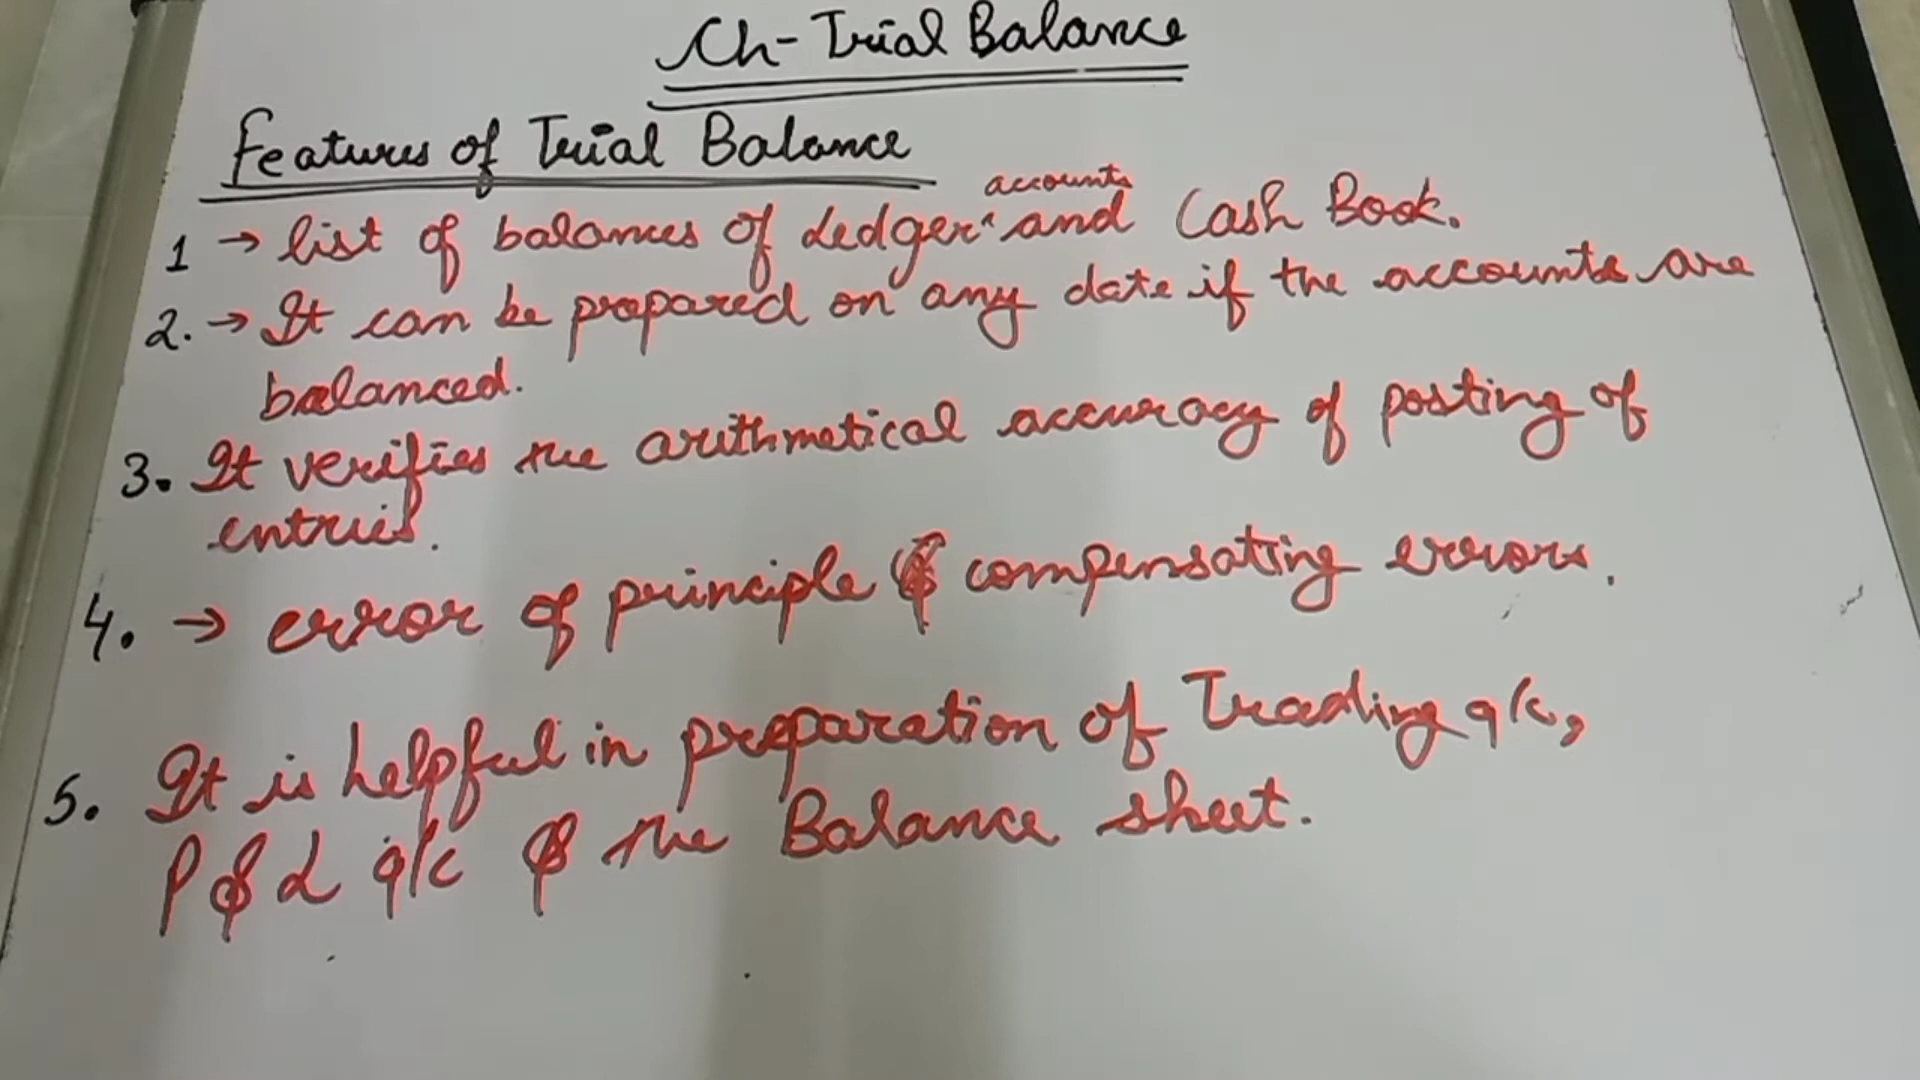 Ch-Trial Balance
Features of Trial Balance
accounts
1 → list of balances of Ledger ^ and Cash Book.
2. → It can be prepared on any date if the accounts are
balanced.
3. It verifies the arithmetical accuracy of posting of
entries.
4. → error of principle & compensating errors.
5. It is helpful in preparation of Trading a/c,
P & L a/c & the Balance sheet.